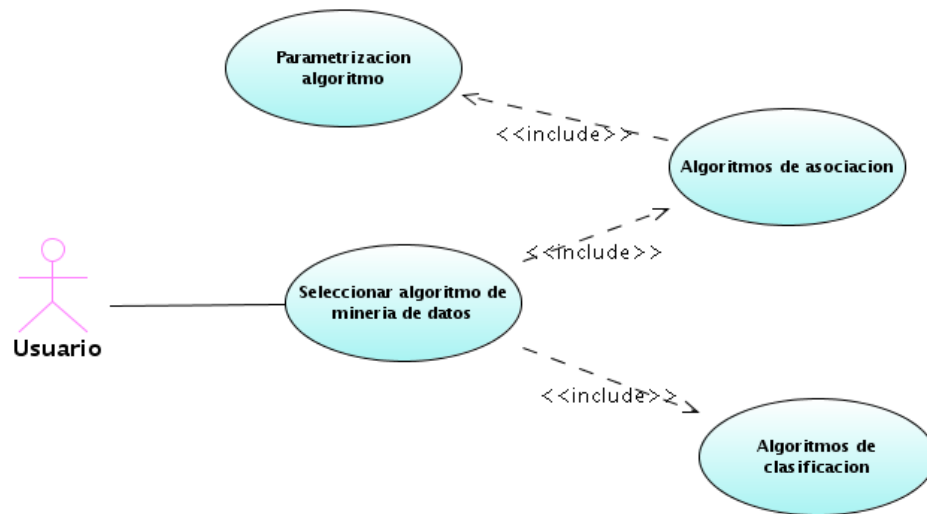 Parametrizacion
algoritmo
<<include>>
Algoritmos de asociacion
<<include>>
Seleccionar algoritmo de
mineria de datos
Usuario
<<include>>
Algoritmos de
clasificacion